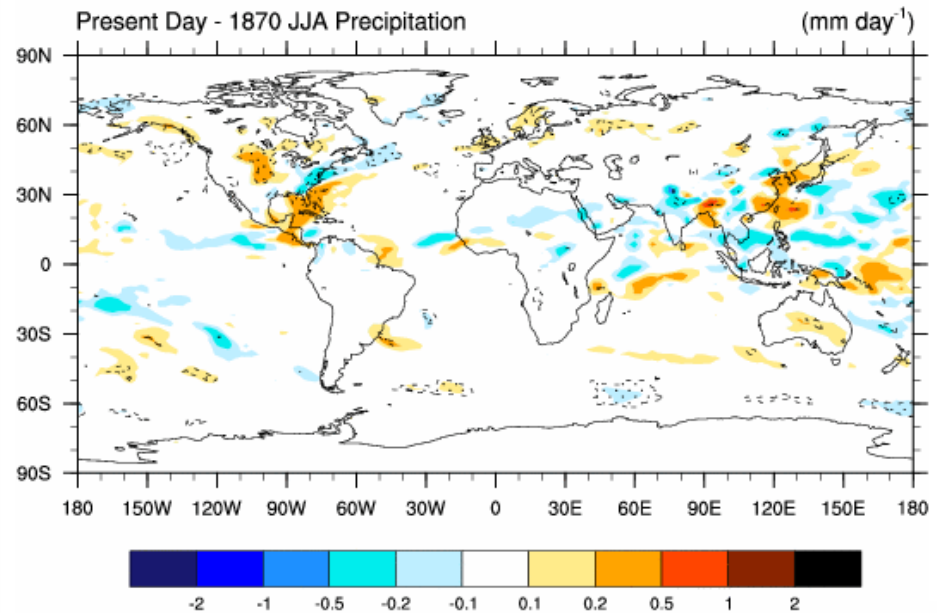 Present Day - 1870 JJA Precipitation (mm day-1)
90N
60N
30N
0
30S
60S
90S
180 150W 120W 90W 60W 30W 0 30E 60E 90E 120E 150E 180
-2 -1 -0.5 -0.2 -0.1 0.1 0.2 0.5 1 2